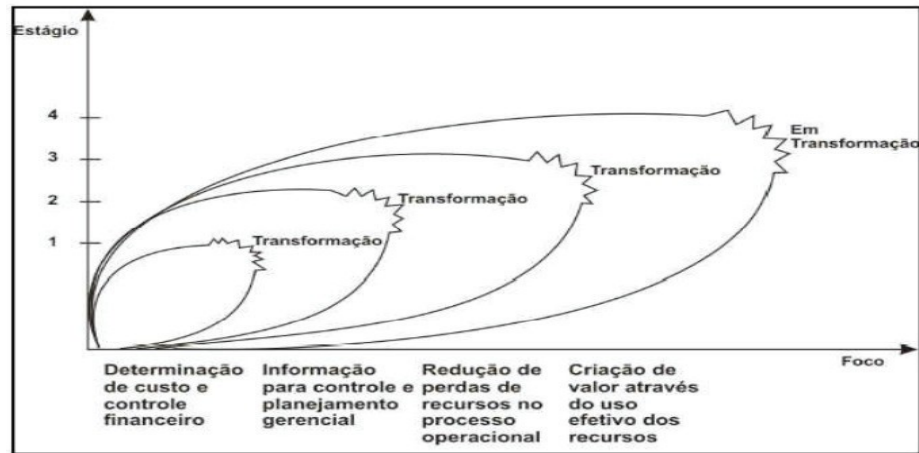 Estágio
4
3
2
1
Em
Transformação
Transformação
Transformação
Transformação
Foco
Determinação
de custo e
controle
financeiro
Informação
para controle e
planejamento
gerencial
Redução de
perdas de
recursos no
processo
operacional
Criação de
valor através
do uso
efetivo dos
recursos